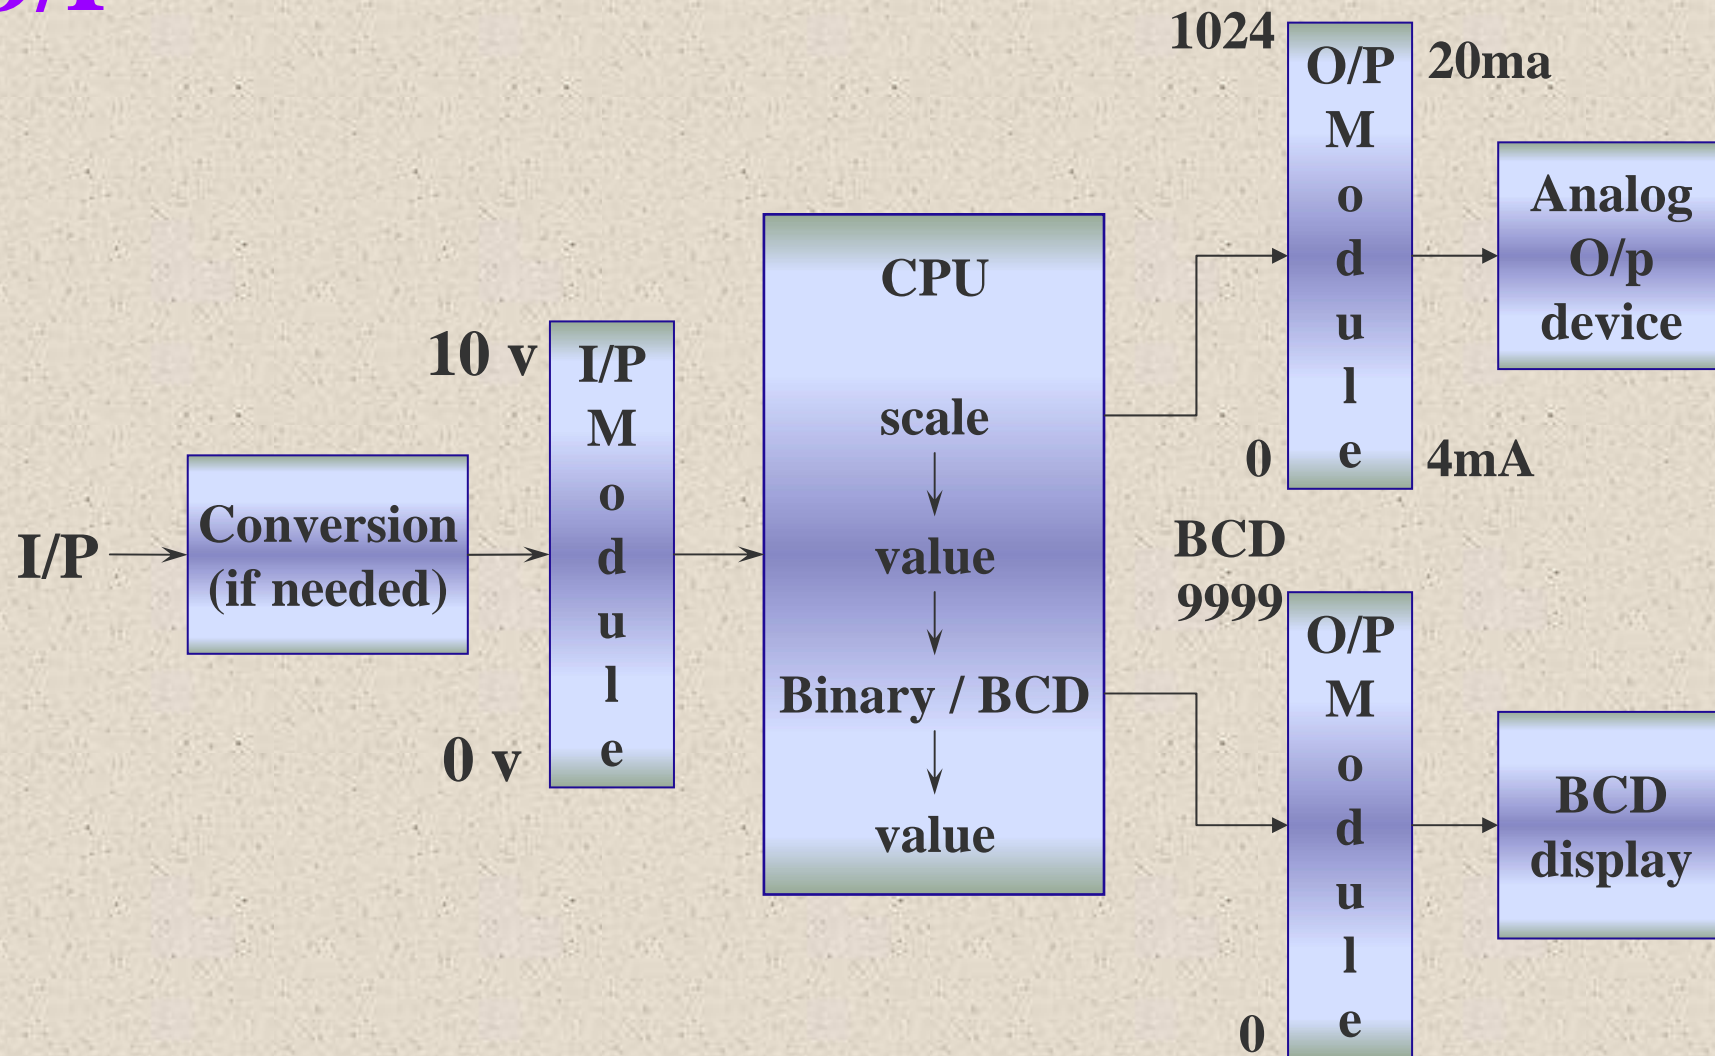 I/P
Conversion
(if needed)
10 v
0 v
I/P
M
o
d
u
l
e
CPU
scale
value
Binary / BCD
value
1024
0
O/P
M
o
d
u
l
e
20ma
4mA
Analog
O/p
device
BCD
9999
0
O/P
M
o
d
u
l
e
BCD
display